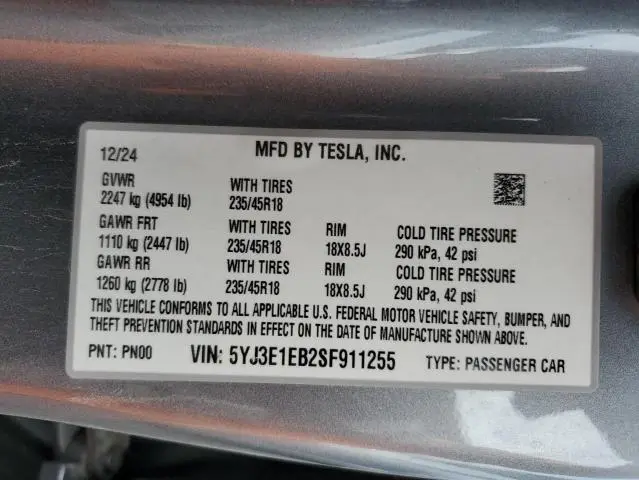 12/24 MFD BY TESLA, INC.
GVWR WITH TIRES
2247 kg (4954 lb) 235/45R18
GAWR FRT WITH TIRES RIM COLD TIRE PRESSURE
1110 kg (2447 lb) 235/45R18 18X8.5J 290 kPa, 42 psi
GAWR RR WITH TIRES RIM COLD TIRE PRESSURE
1260 kg (2778 lb) 235/45R18 18X8.5J 290 kPa, 42 psi
THIS VEHICLE CONFORMS TO ALL APPLICABLE U.S. FEDERAL MOTOR VEHICLE SAFETY, BUMPER, AND
THEFT PREVENTION STANDARDS IN EFFECT ON THE DATE OF MANUFACTURE SHOWN ABOVE.
PNT: PN00 VIN: 5YJ3E1EB2SF911255 TYPE: PASSENGER CAR